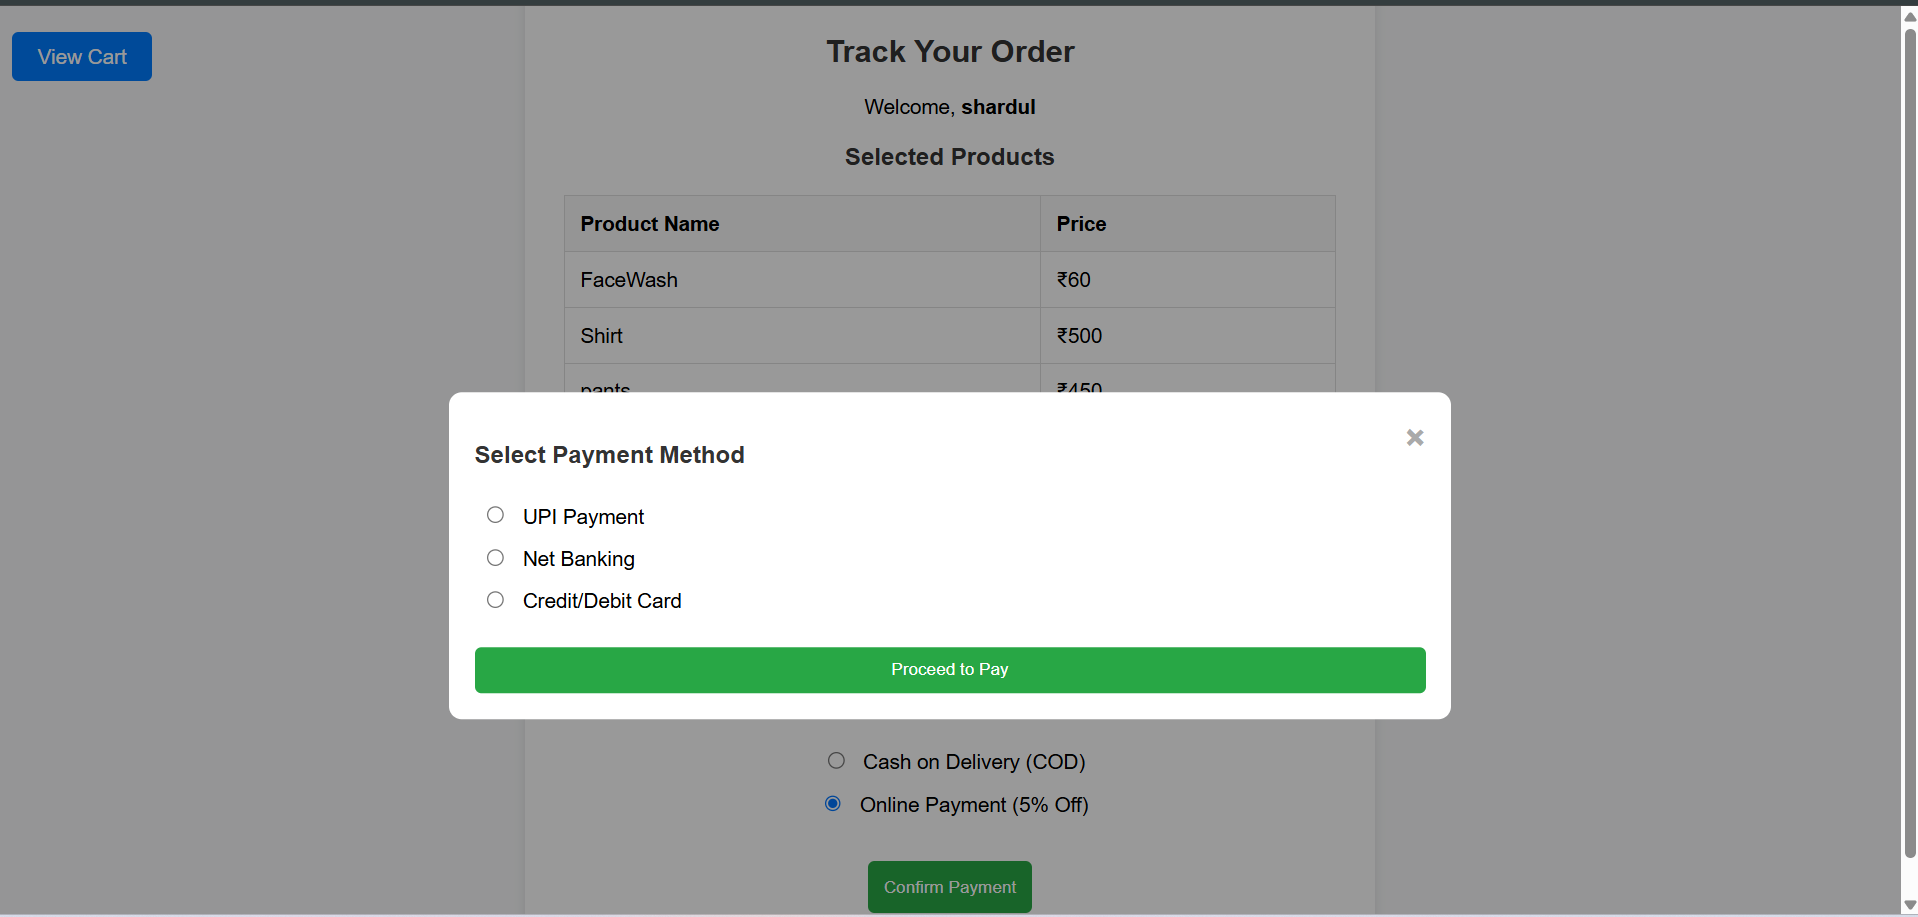 View Cart
Track Your Order
Welcome, shardul
Selected Products
Product Name Price
FaceWash ₹60
Shirt ₹500
pants ₹450
Select Payment Method ×
UPI Payment
Net Banking
Credit/Debit Card
Proceed to Pay
Cash on Delivery (COD)
Online Payment (5% Off)
Confirm Payment